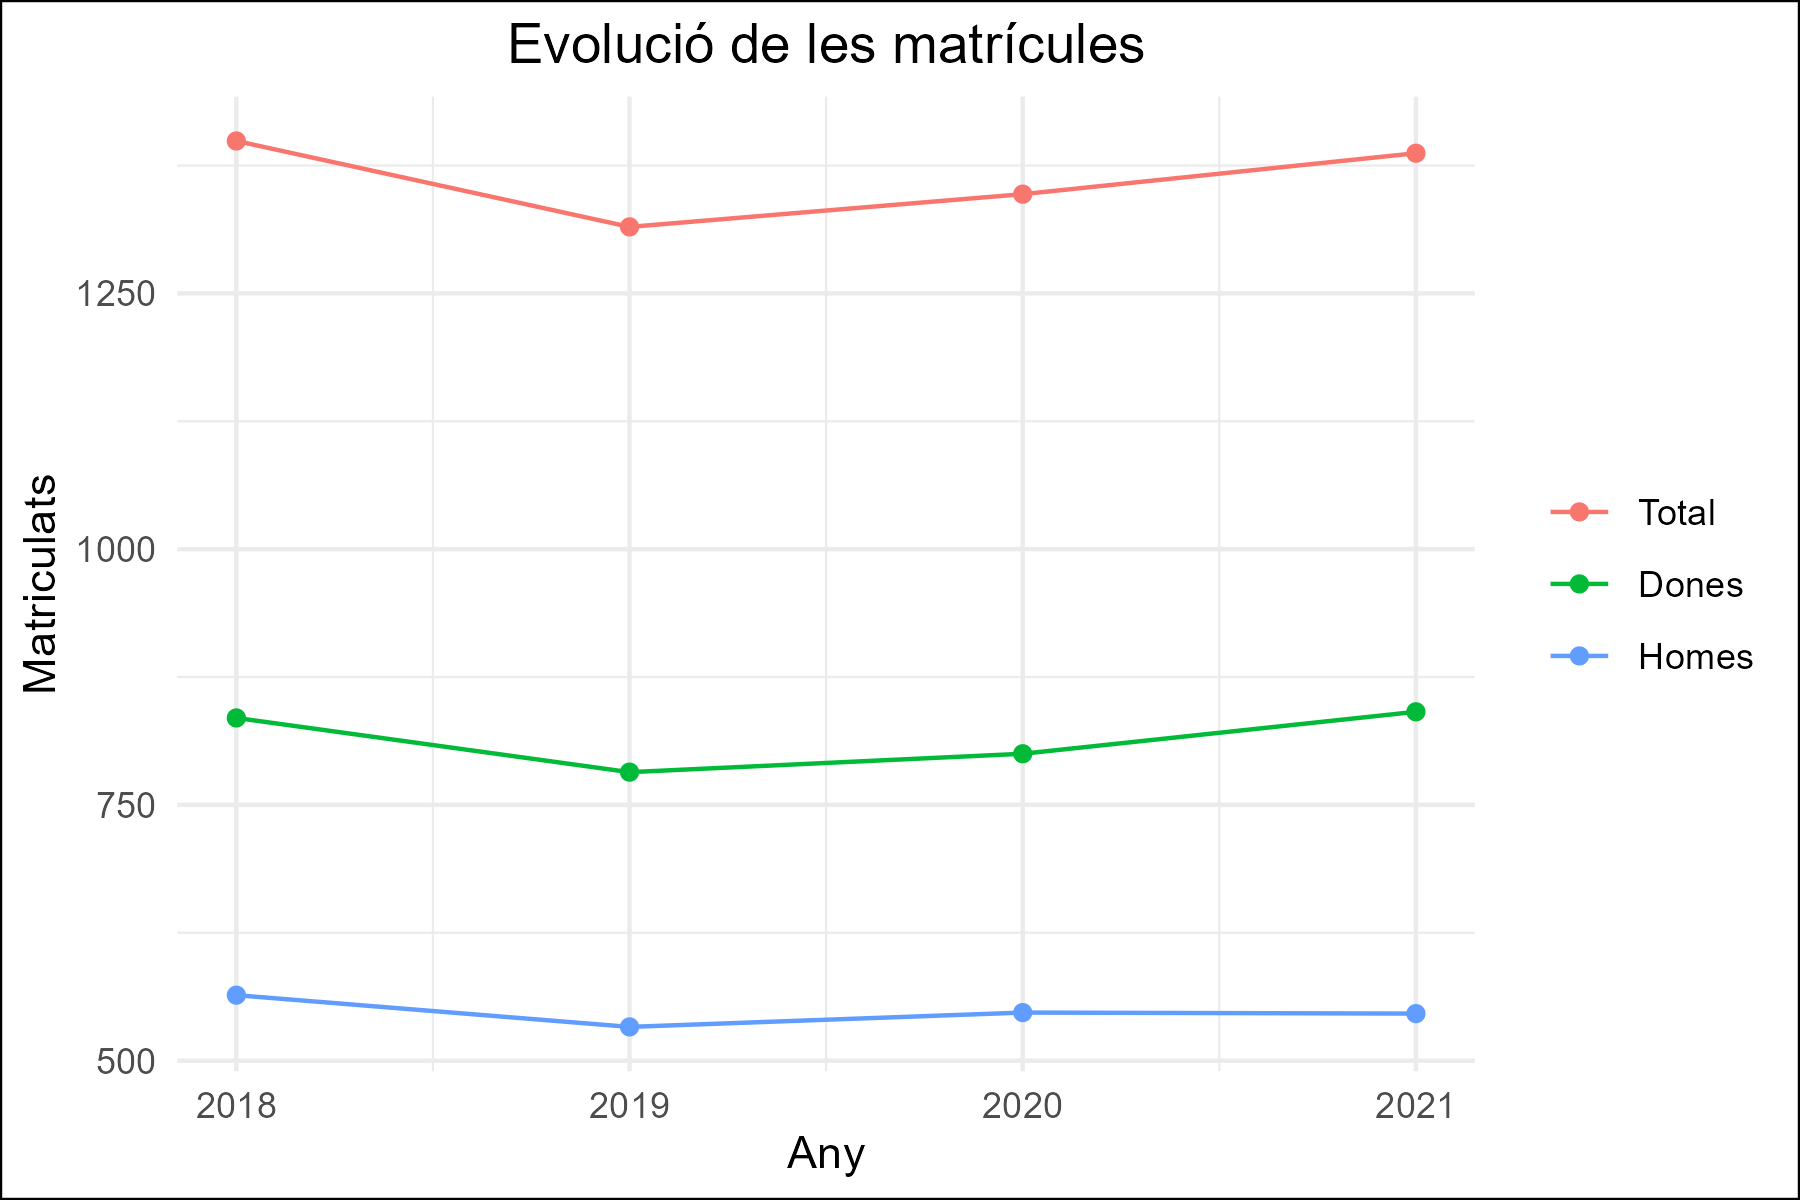 Evolució de les matrícules
Matriculats
1250
1000
750
500
2018 2019 2020 2021
Any
Total
Dones
Homes